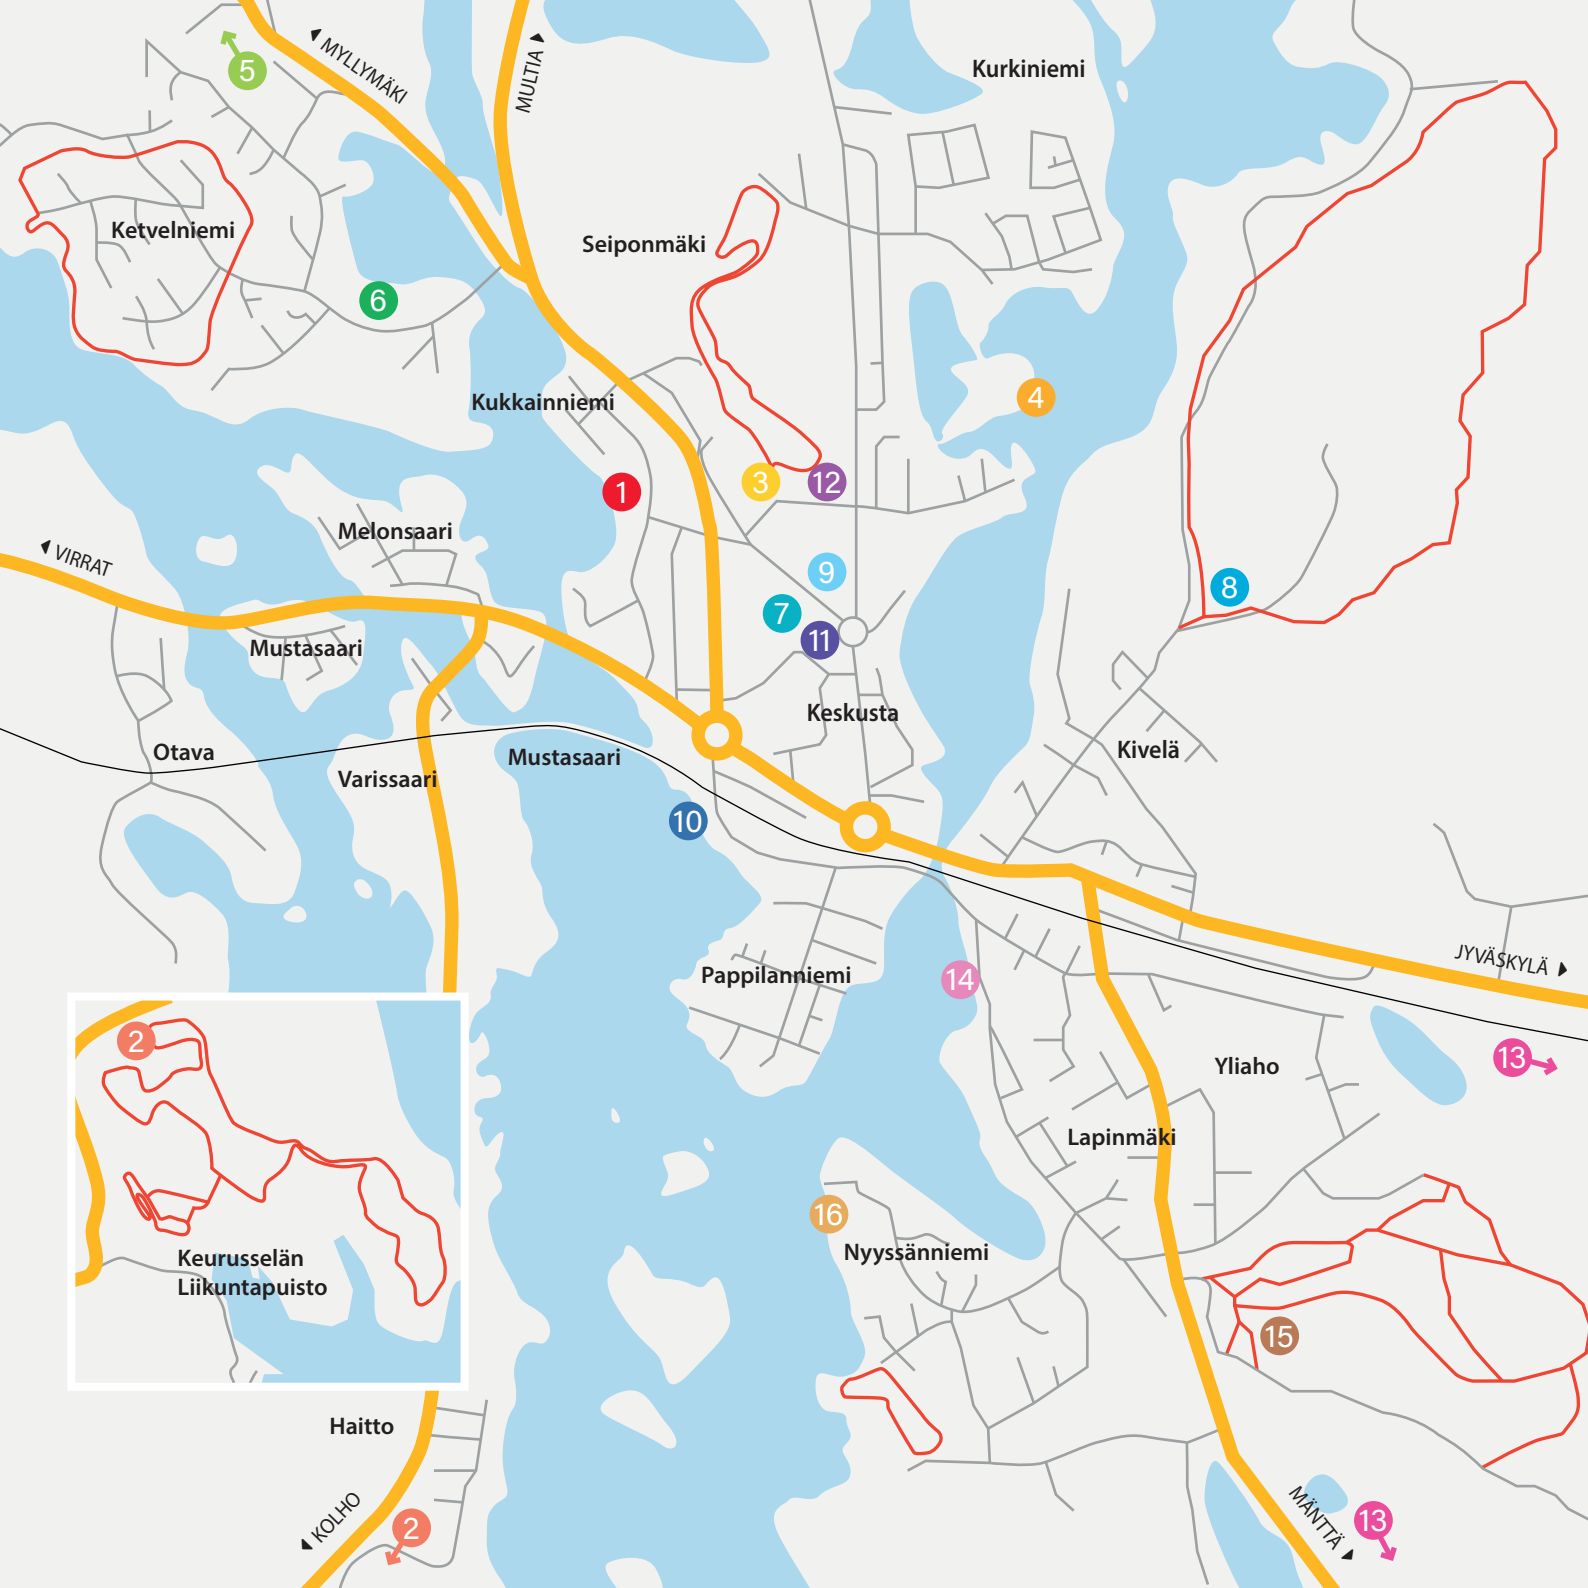 MYLLYMÄKI
MULTIA
5
Kurkiniemi
Ketvelniemi
Seiponmäki
6
4
Kukkainniemi
1
3
12
Melonsaari
VIRRAT
9
8
7
11
Mustasaari
Keskusta
Otava
Mustasaari
Kivelä
Varissaari
10
Pappilanniemi
14
JYVÄSKYLÄ
2
13
Yliaho
Lapinmäki
16
Nyyssänniemi
Keurusselän
Liikuntapuisto
15
Haitto
KOLHO
2
MÄNTTÄ
13